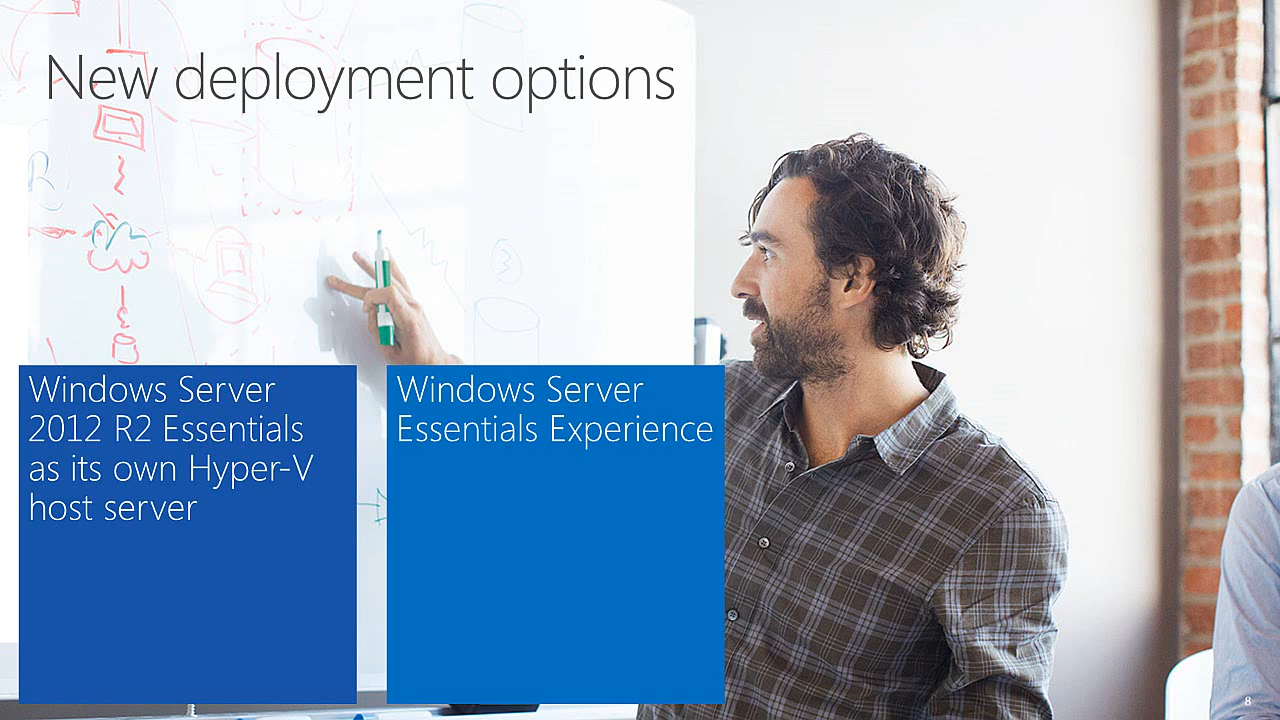 New deployment options
Windows Server
2012 R2 Essentials
as its own Hyper-V
host server
Windows Server
Essentials Experience
8